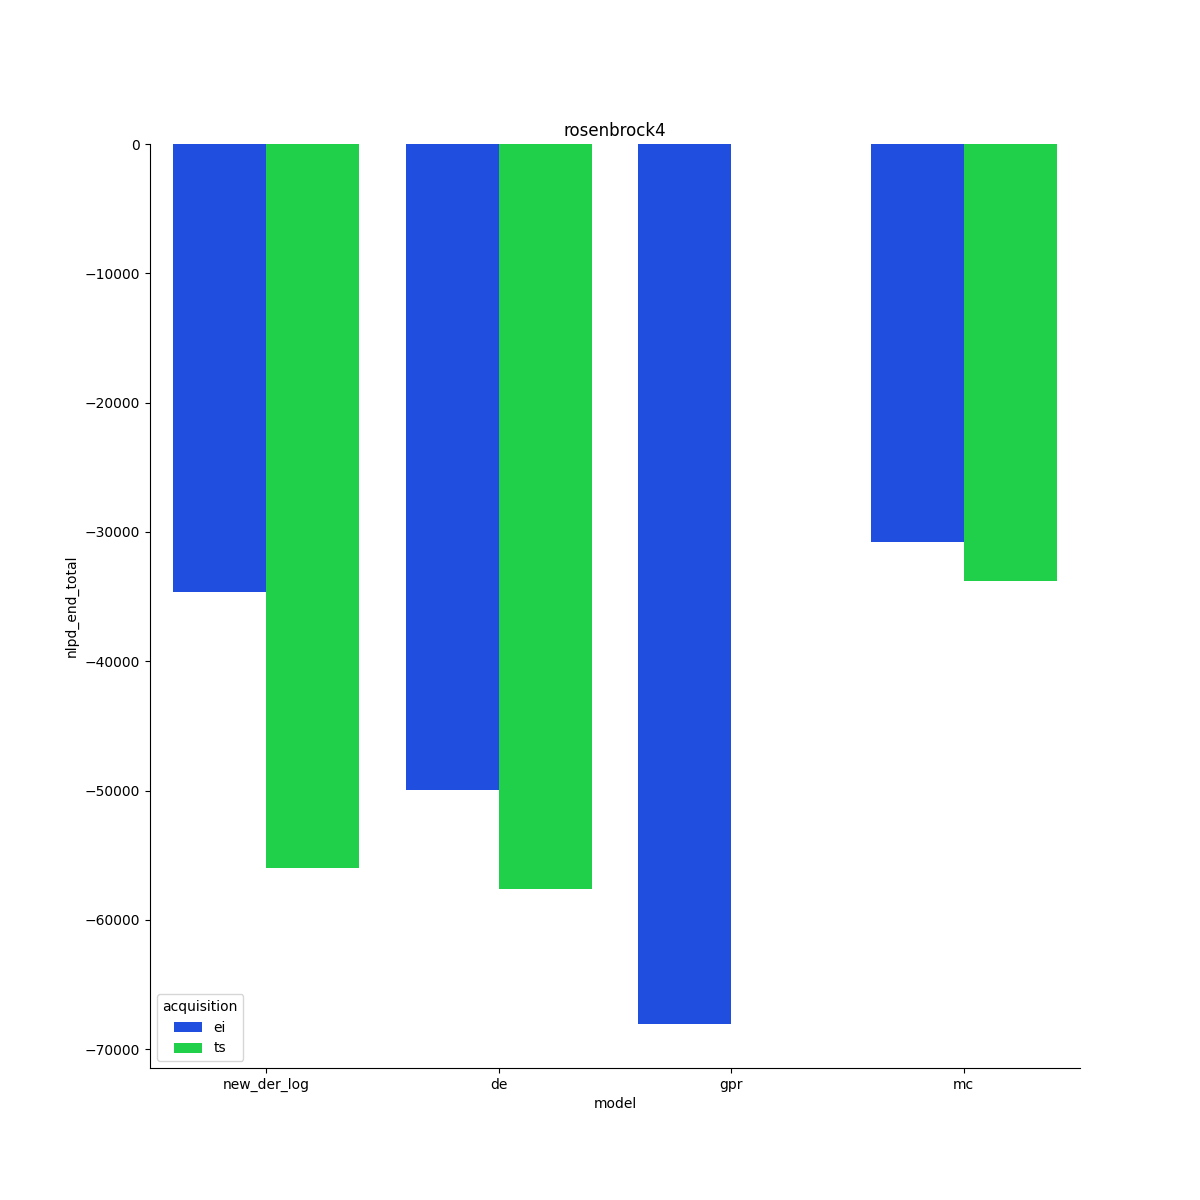 rosenbrock4
0
−10000
−20000
−30000
−40000
−50000
−60000
−70000
nlpd_end_total
acquisition
ei
ts
new_der_log
de
gpr
mc
model